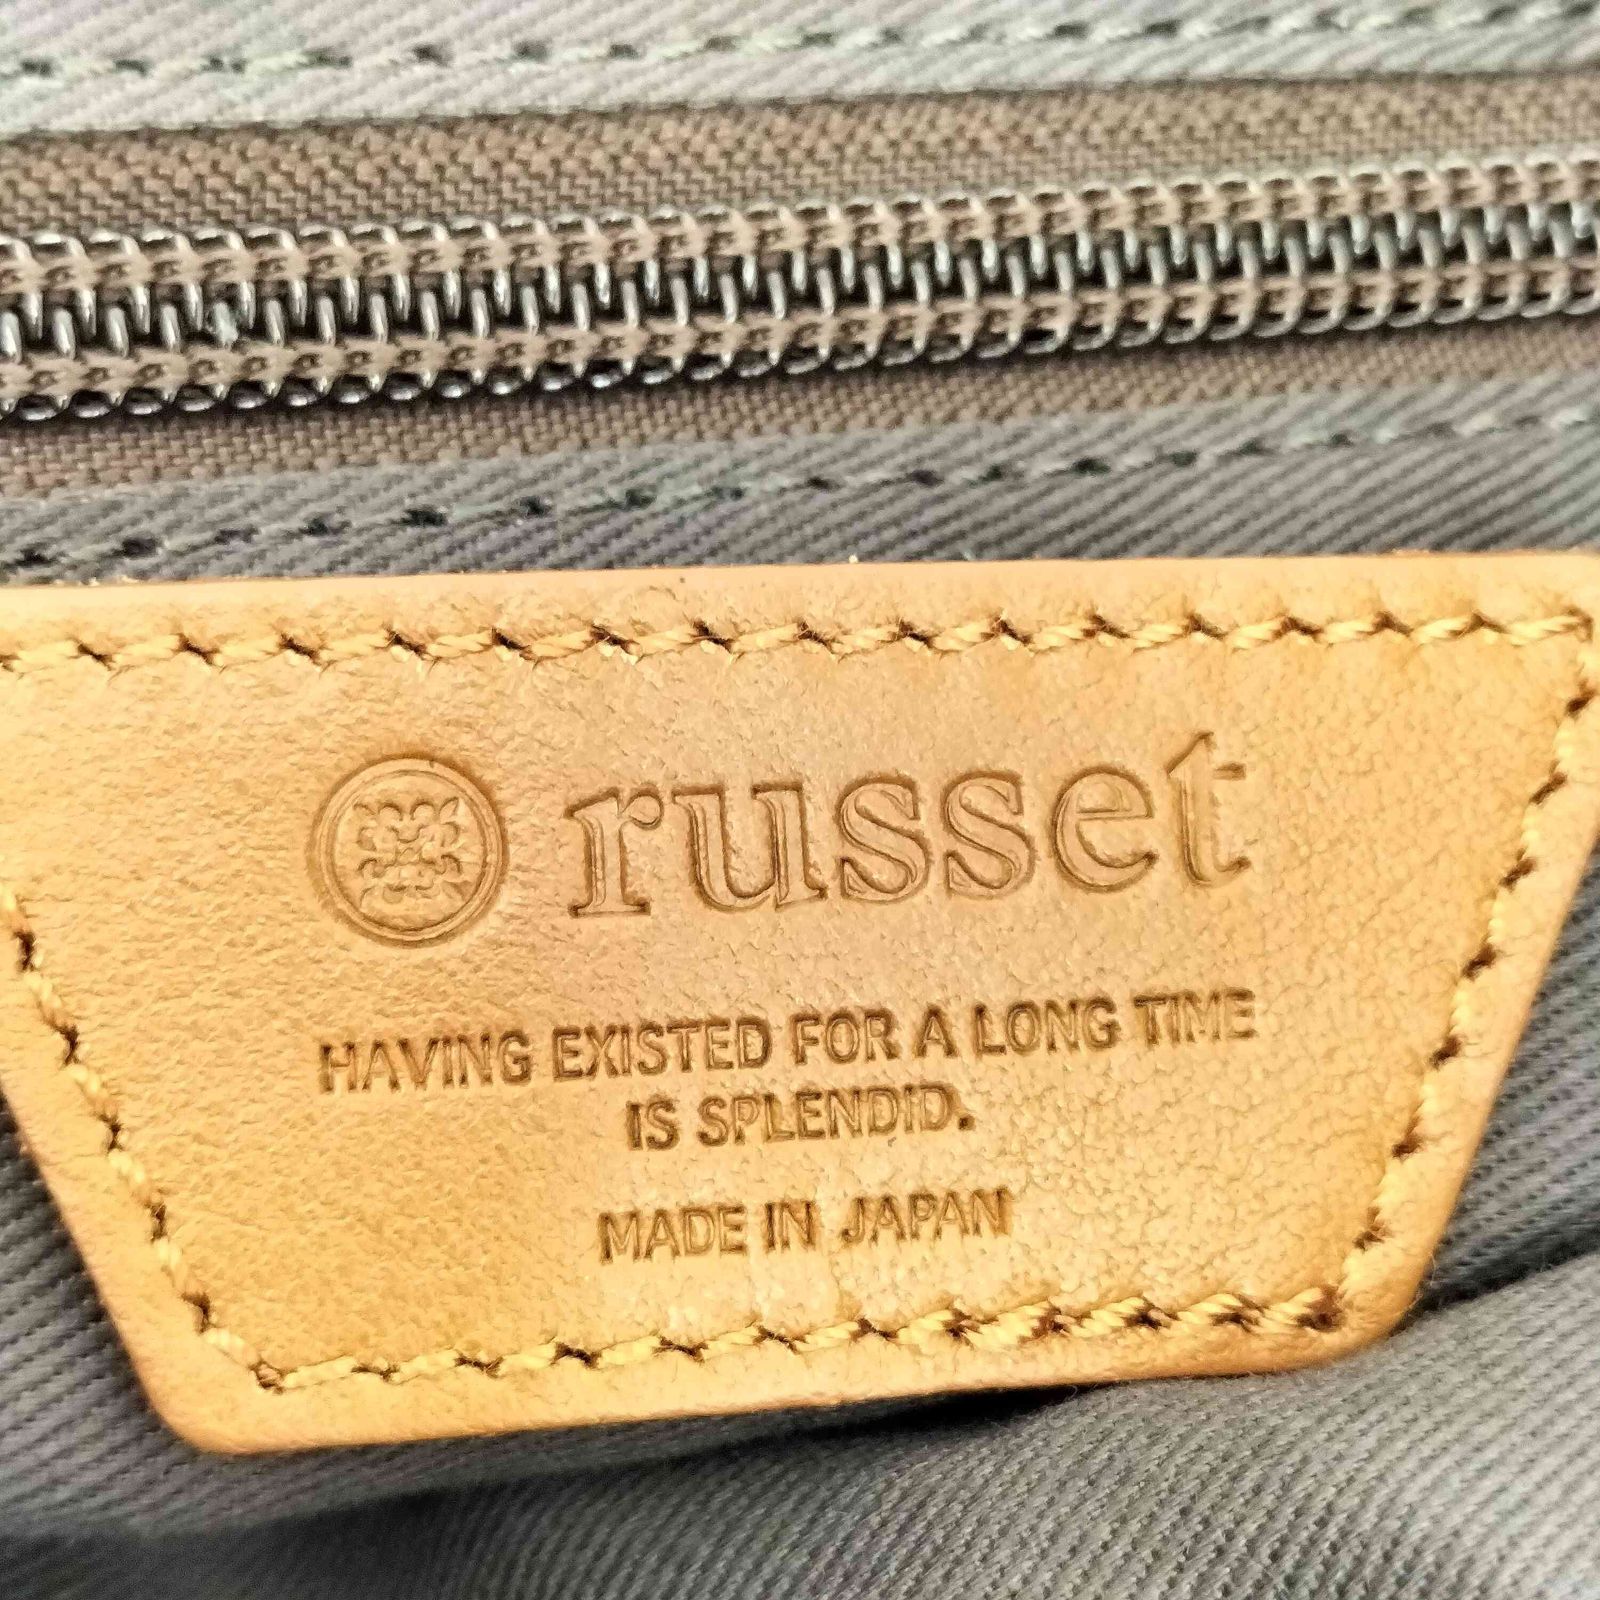 russet
HAVING EXISTED FOR A LONG TIME
IS SPLENDID.
MADE IN JAPAN